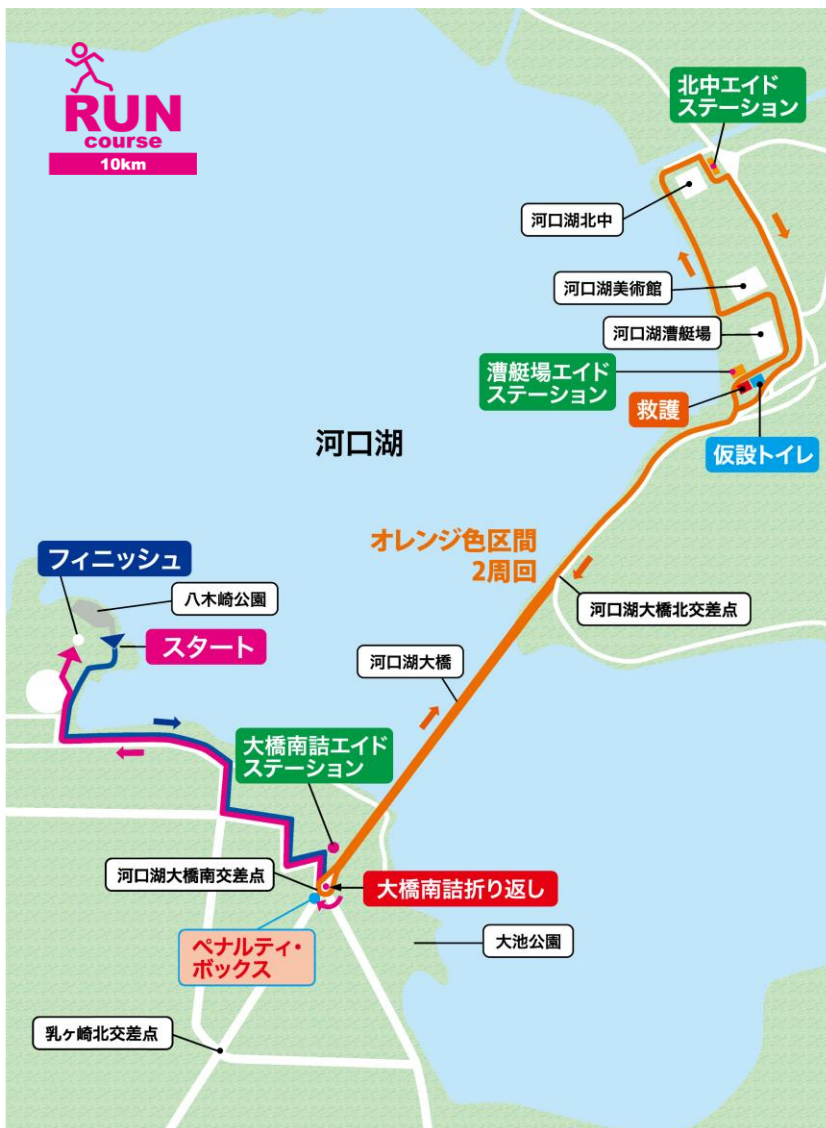 RUN
course
10km
北中エイド
ステーション
河口湖北中
河口湖美術館
河口湖漕艇場
漕艇場エイド
ステーション
救護
仮設トイレ
河口湖
オレンジ色区間
2周回
フィニッシュ
八木崎公園
スタート
河口湖大橋北交差点
河口湖大橋
大橋南詰エイド
ステーション
河口湖大橋南交差点
大橋南詰折り返し
ペナルティ・
ボックス
大池公園
乳ヶ崎北交差点